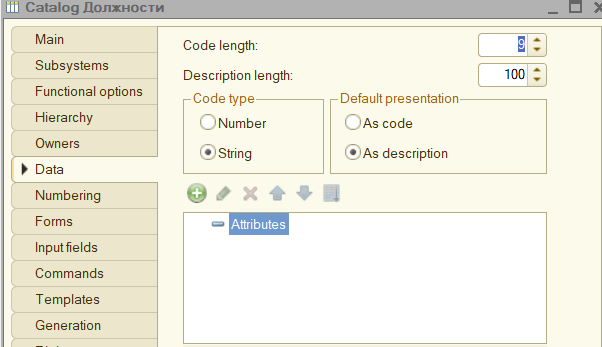 Catalog Должности
Main
Subsystems
Functional options
Hierarchy
Owners
Data
Numbering
Forms
Input fields
Commands
Templates
Generation
Code length:
9
Description length:
100
Code type
Number
String
Default presentation
As code
As description
Attributes